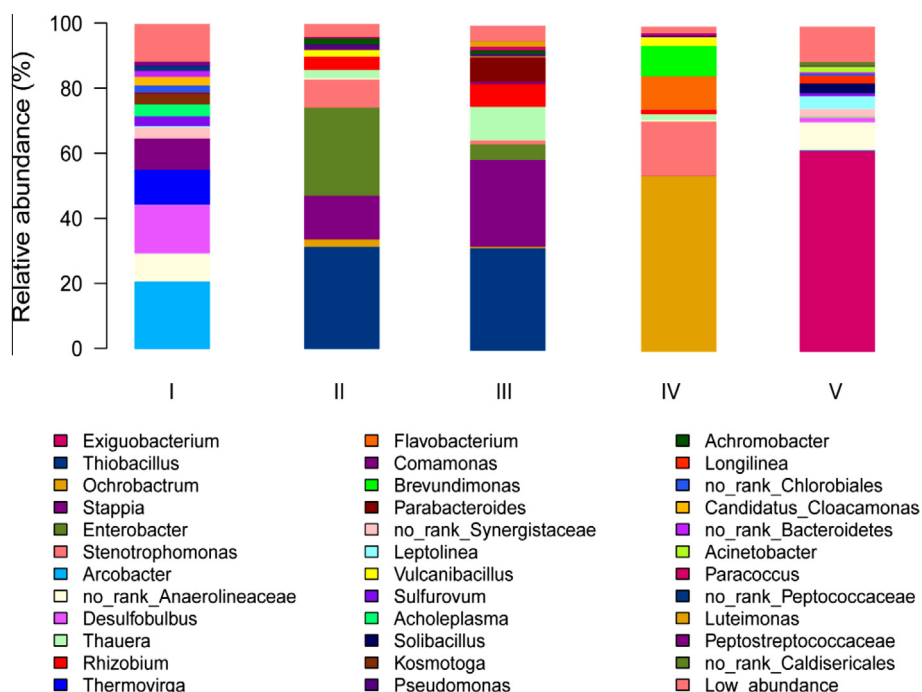 Relative abundance (%)
100
80
60
40
20
0
I II III IV V
Exiguobacterium Flavobacterium Achromobacter
Thiobacillus Comamonas Longilinea
Ochrobactrum Brevundimonas no_rank_Chlorobiales
Stappia Parabacteroides Candidatus_Cloacamonas
Enterobacter no_rank_Synergistaceae no_rank_Bacteroidetes
Stenotrophomonas Leptolinea Acinetobacter
Arcobacter Vulcanibacillus Paracoccus
no_rank_Anaerolineaceae Sulfurovum no_rank_Peptococcaceae
Desulfobulbus Acholeplasma Luteimonas
Thauera Solibacillus Peptostreptococcaceae
Rhizobium Kosmotoga no_rank_Caldisericales
Thermovirga Pseudomonas Low_abundance